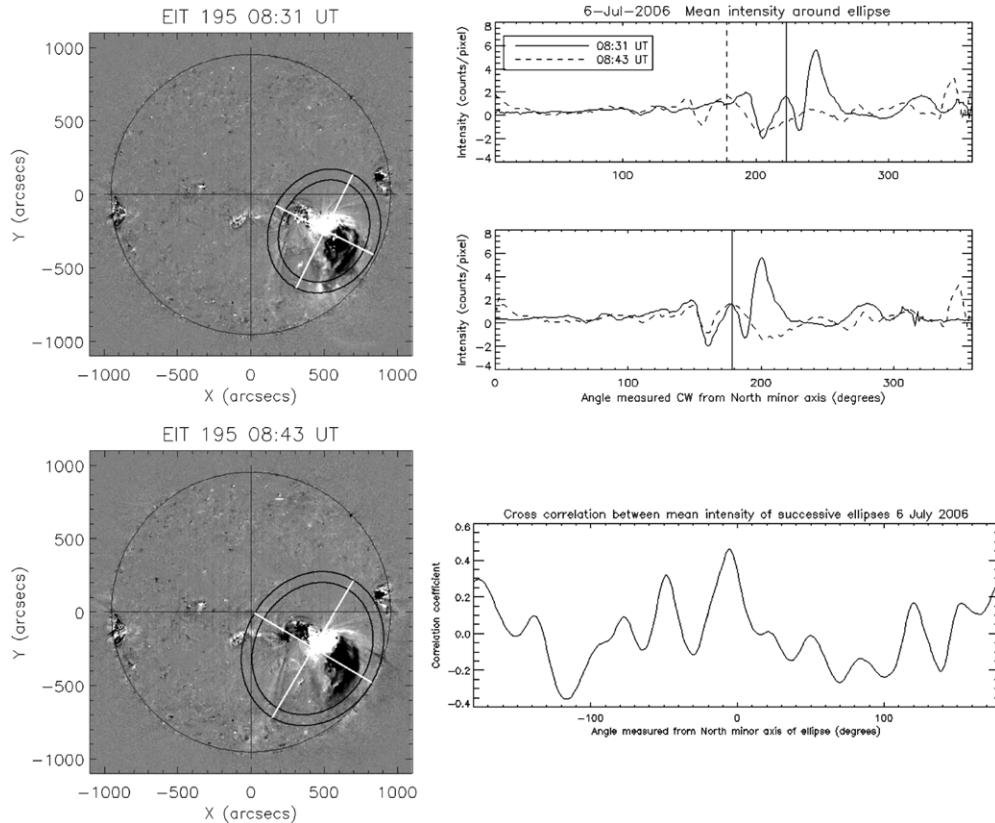 EIT 195 08:31 UT
1000
500
0
-500
-1000
Y (arcsecs)
-1000 -500 0 500 1000
X (arcsecs)
6-Jul-2006 Mean intensity around ellipse
08:31 UT
08:43 UT
8
6
4
2
0
-2
-4
Intensity (counts/pixel)
100 200 300
8
6
4
2
0
-2
-4
Intensity (counts/pixel)
0 100 200 300
Angle measured CW from North minor axis (degrees)
EIT 195 08:43 UT
1000
500
0
-500
-1000
Y (arcsecs)
-1000 -500 0 500 1000
X (arcsecs)
Cross correlation between mean intensity of successive ellipses 6 July 2006
0.6
0.4
0.2
0.0
-0.2
-0.4
Correlation coefficient
-100 0 100
Angle measured from North minor axis of ellipse (degrees)